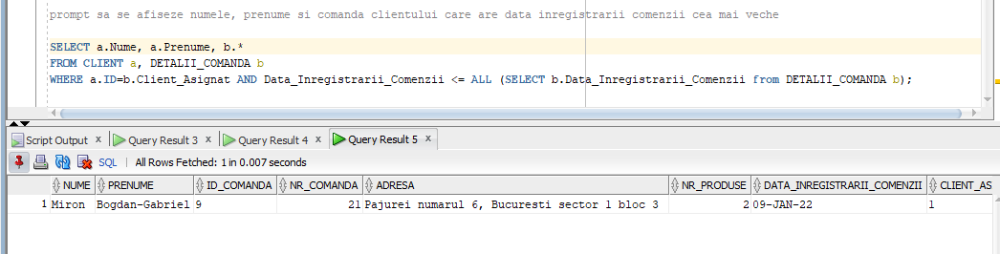 prompt sa se afiseze numele, prenume si comanda clientului care are data inregistrarii comenzii cea mai veche
SELECT a.Nume, a.Prenume, b.*
FROM CLIENT a, DETALII_COMANDA b
WHERE a.ID=b.Client_Asignat AND Data_Inregistrarii_Comenzii <= ALL (SELECT b.Data_Inregistrarii_Comenzii from DETALII_COMANDA b);
Script Output x Query Result 3 x Query Result 4 x Query Result 5 x
SQL | All Rows Fetched: 1 in 0.007 seconds
NUME PRENUME ID_COMANDA NR_COMANDA ADRESA NR_PRODUSE DATA_INREGISTRARII_COMENZII CLIENT_AS
1 Miron Bogdan-Gabriel 9 21 Pajurei numarul 6, Bucuresti sector 1 bloc 3 2 09-JAN-22 1